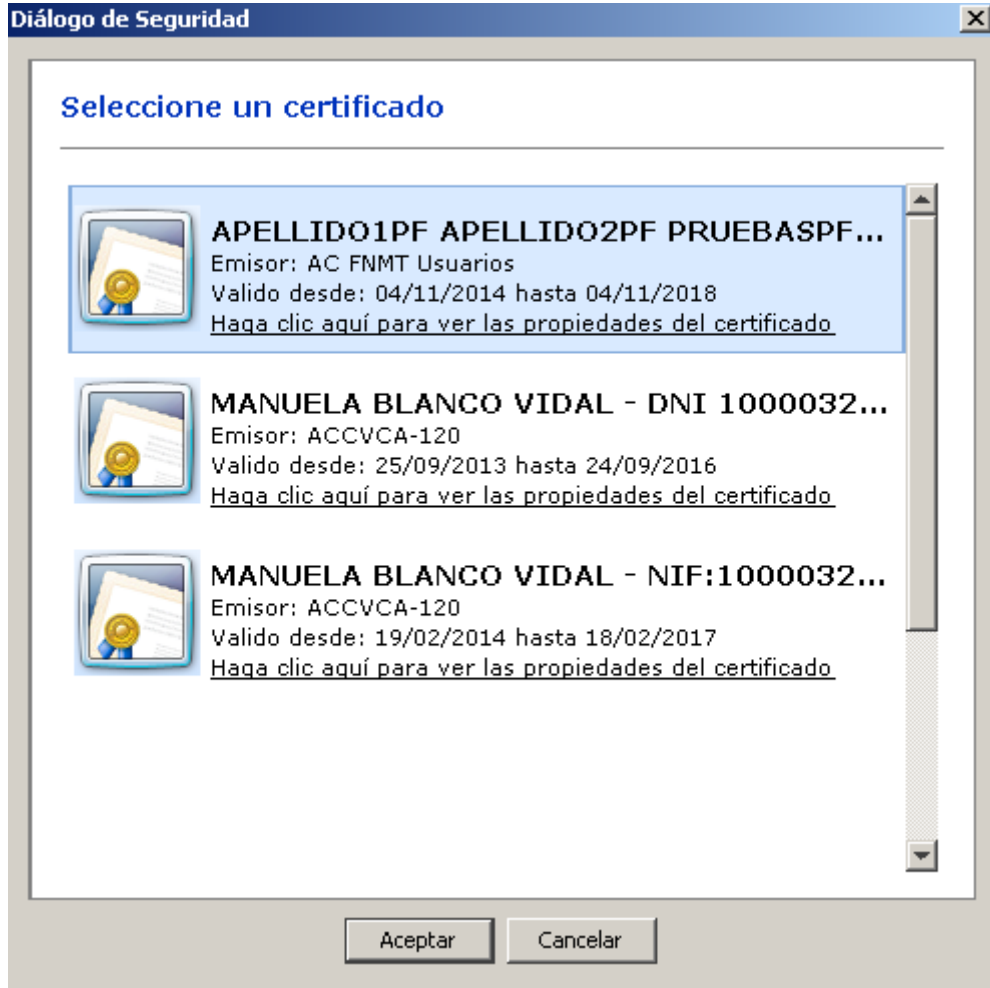 Diálogo de Seguridad
Seleccione un certificado
APELLIDO1PF APELLIDO2PF PRUEBASPF...
Emisor: AC FNMT Usuarios
Valido desde: 04/11/2014 hasta 04/11/2018
Haga clic aquí para ver las propiedades del certificado
MANUELA BLANCO VIDAL - DNI 1000032...
Emisor: ACCVCA-120
Valido desde: 25/09/2013 hasta 24/09/2016
Haga clic aquí para ver las propiedades del certificado
MANUELA BLANCO VIDAL - NIF:1000032...
Emisor: ACCVCA-120
Valido desde: 19/02/2014 hasta 18/02/2017
Haga clic aquí para ver las propiedades del certificado
Aceptar Cancelar